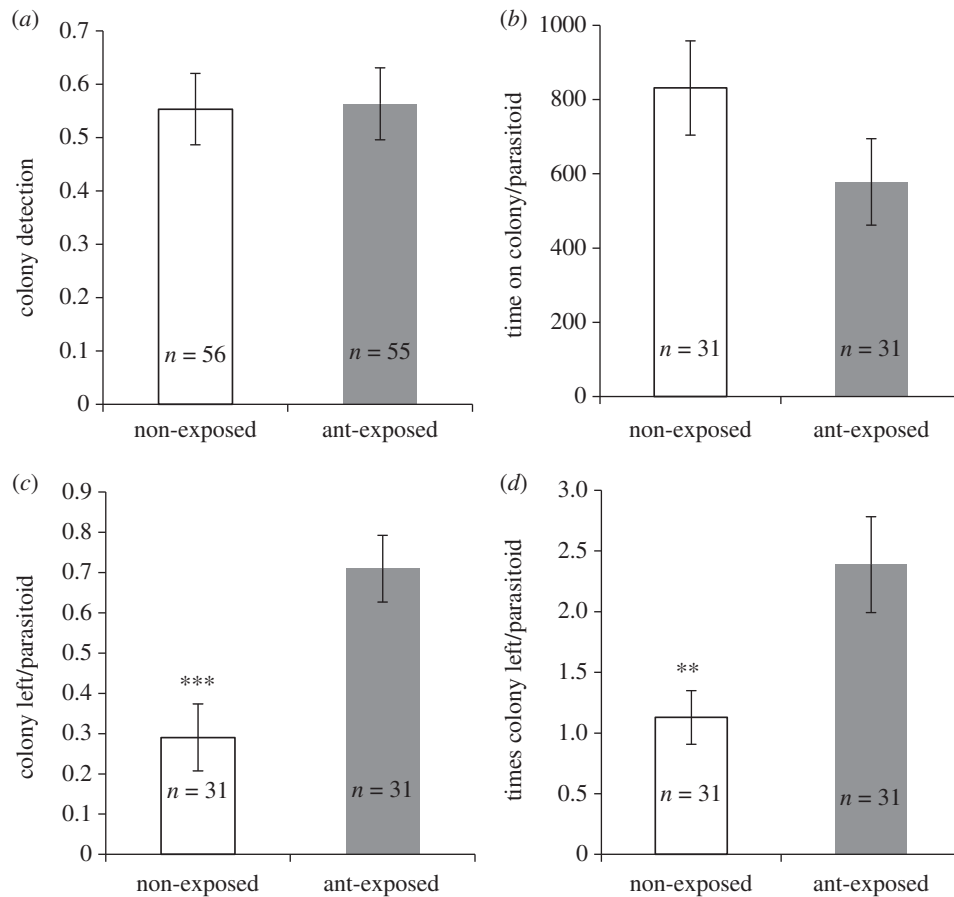 (a)
0.7
0.6
0.5
0.4
0.3
0.2
0.1
0
colony detection
n = 56
n = 55
non-exposed
ant-exposed
(b)
1000
800
600
400
200
0
time on colony/parasitoid
n = 31
n = 31
non-exposed
ant-exposed
(c)
0.9
0.8
0.7
0.6
0.5
0.4
0.3
0.2
0.1
0
colony left/parasitoid
***
n = 31
n = 31
non-exposed
ant-exposed
(d)
3.0
2.5
2.0
1.5
1.0
0.5
0
times colony left/parasitoid
**
n = 31
n = 31
non-exposed
ant-exposed